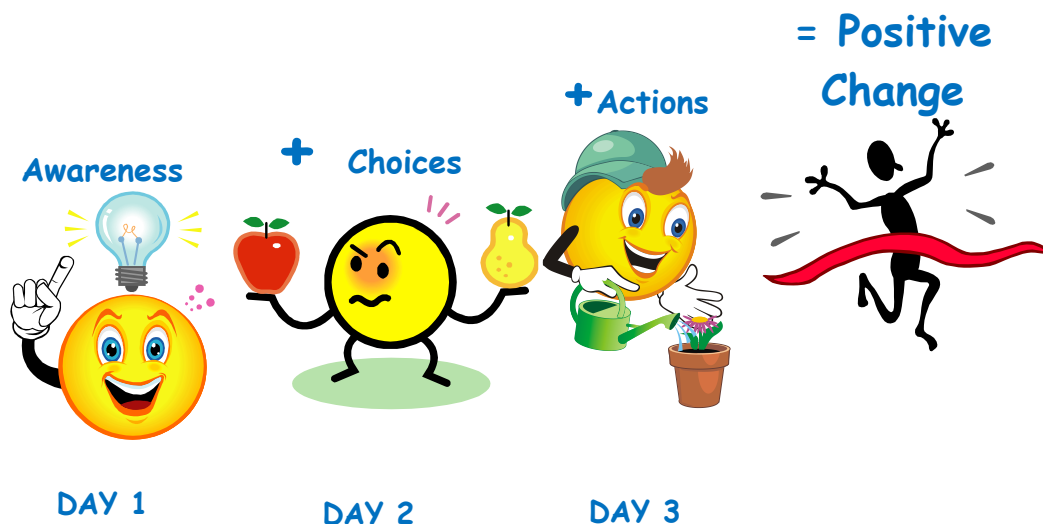 Awareness
+ Choices
+ Actions
= Positive
Change
DAY 1
DAY 2
DAY 3